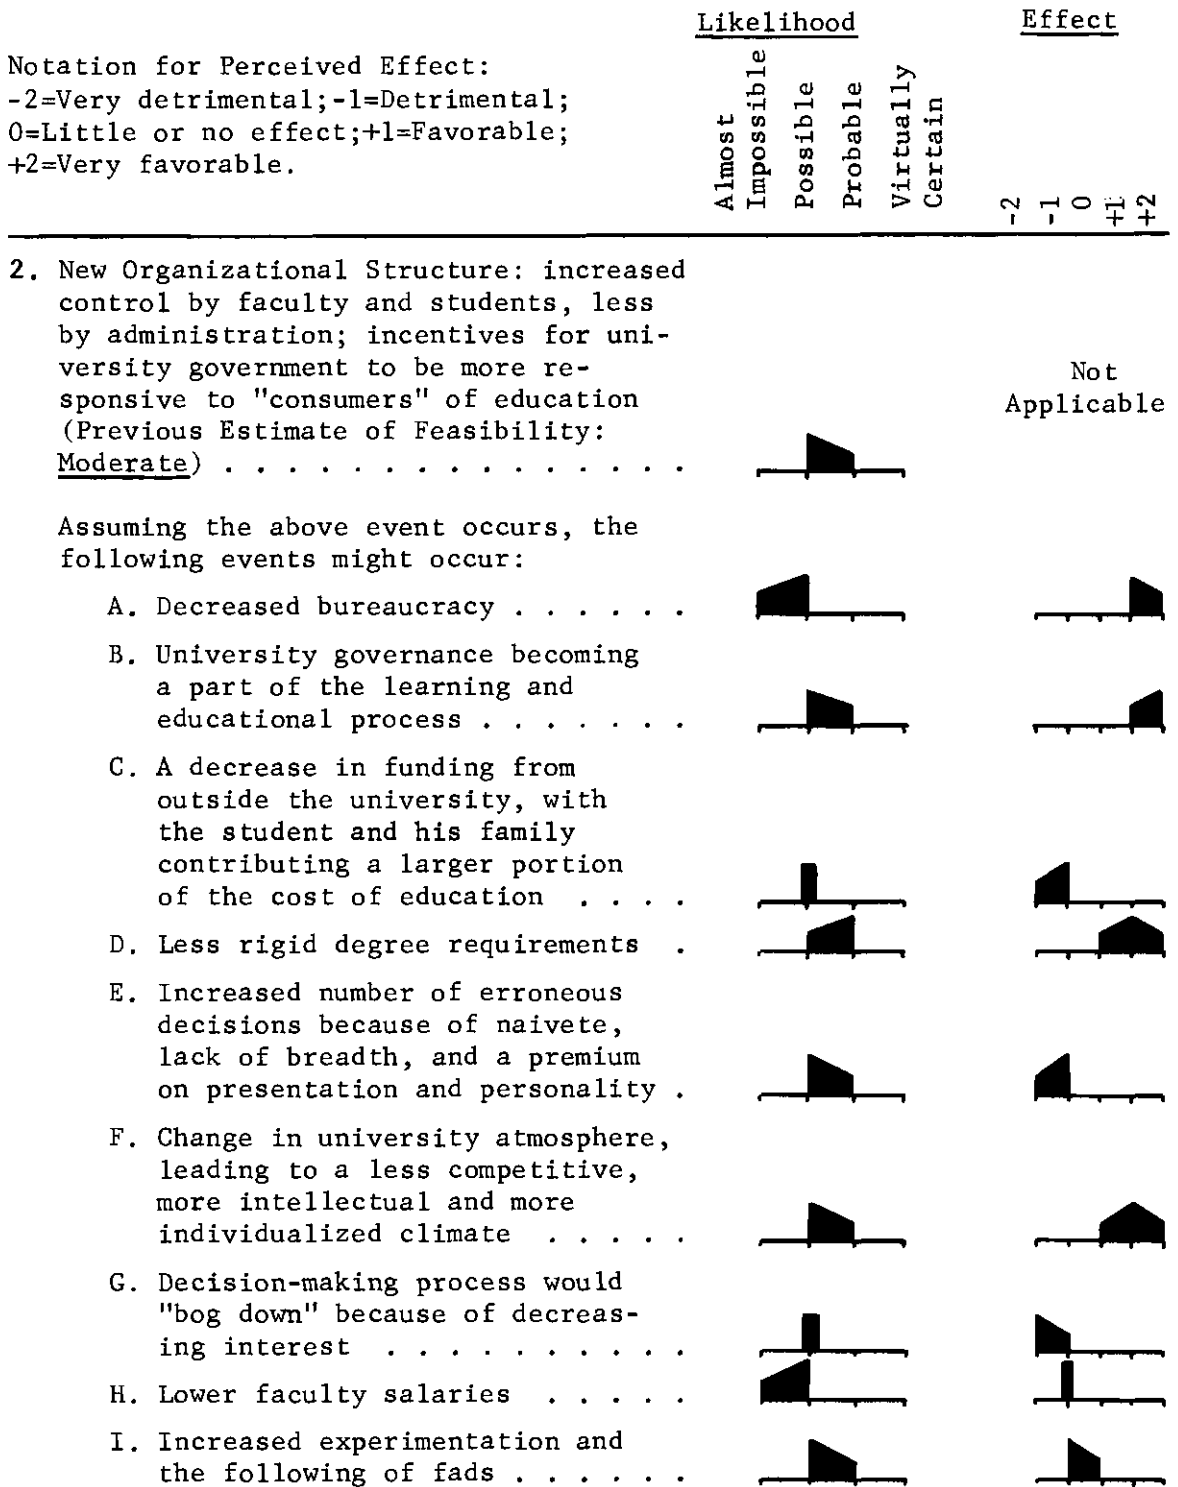 Likelihood Effect
Notation for Perceived Effect:
-2=Very detrimental;-1=Detrimental;
0=Little or no effect;+1=Favorable;
+2=Very favorable.
Almost Impossible
Possible
Probable
Virtually Certain
-2 -1 0 +1 +2
2. New Organizational Structure: increased
control by faculty and students, less
by administration; incentives for uni-
versity government to be more re-
sponsive to "consumers" of education
(Previous Estimate of Feasibility:
Moderate) . . . . . . . . . . . . . . .
Not
Applicable
Assuming the above event occurs, the
following events might occur:
A. Decreased bureaucracy . . . . . .
B. University governance becoming
a part of the learning and
educational process . . . . . . .
C. A decrease in funding from
outside the university, with
the student and his family
contributing a larger portion
of the cost of education . . . .
D. Less rigid degree requirements .
E. Increased number of erroneous
decisions because of naivete,
lack of breadth, and a premium
on presentation and personality .
F. Change in university atmosphere,
leading to a less competitive,
more intellectual and more
individualized climate . . . . .
G. Decision-making process would
"bog down" because of decreas-
ing interest . . . . . . . . . .
H. Lower faculty salaries . . . . .
I. Increased experimentation and
the following of fads . . . . . .